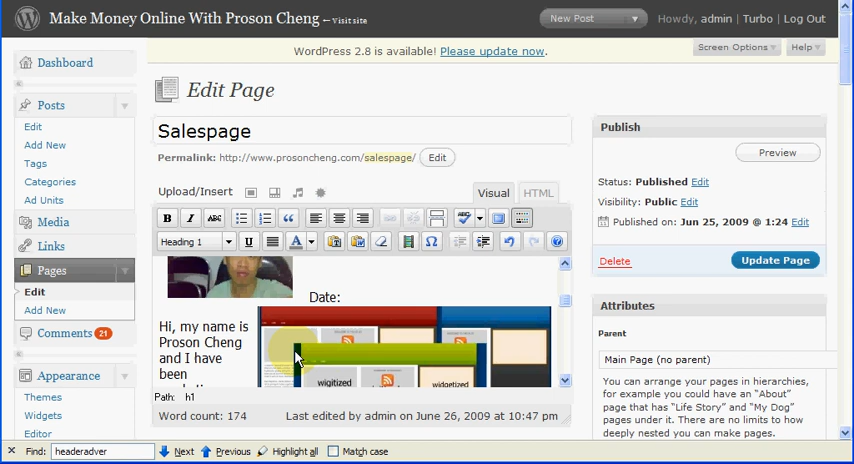 Make Money Online With Proson Cheng ← Visit site
New Post
Howdy, admin | Turbo | Log Out
WordPress 2.8 is available! Please update now.
Screen Options
Help
Dashboard
Edit Page
Posts
Edit
Add New
Tags
Categories
Ad Units
Media
Links
Pages
Edit
Add New
Comments 21
Appearance
Themes
Widgets
Editor
Salespage
Permalink: http://www.prosoncheng.com/salespage/ Edit
Upload/Insert
Visual
HTML
B I ABC
ABC
Heading 1
U
A
Date:
Hi, my name is
Proson Cheng
and I have
been
wigitized
widgetized
Path: h1
Word count: 174
Last edited by admin on June 26, 2009 at 10:47 pm
Publish
Preview
Status: Published Edit
Visibility: Public Edit
Published on: Jun 25, 2009 @ 1:24 Edit
Delete
Update Page
Attributes
Parent
Main Page (no parent)
You can arrange your pages in hierarchies,
for example you could have an "About"
page that has "Life Story" and "My Dog"
pages under it. There are no limits to how
deeply nested you can make pages.
Find: headeradver
Next
Previous
Highlight all
Match case